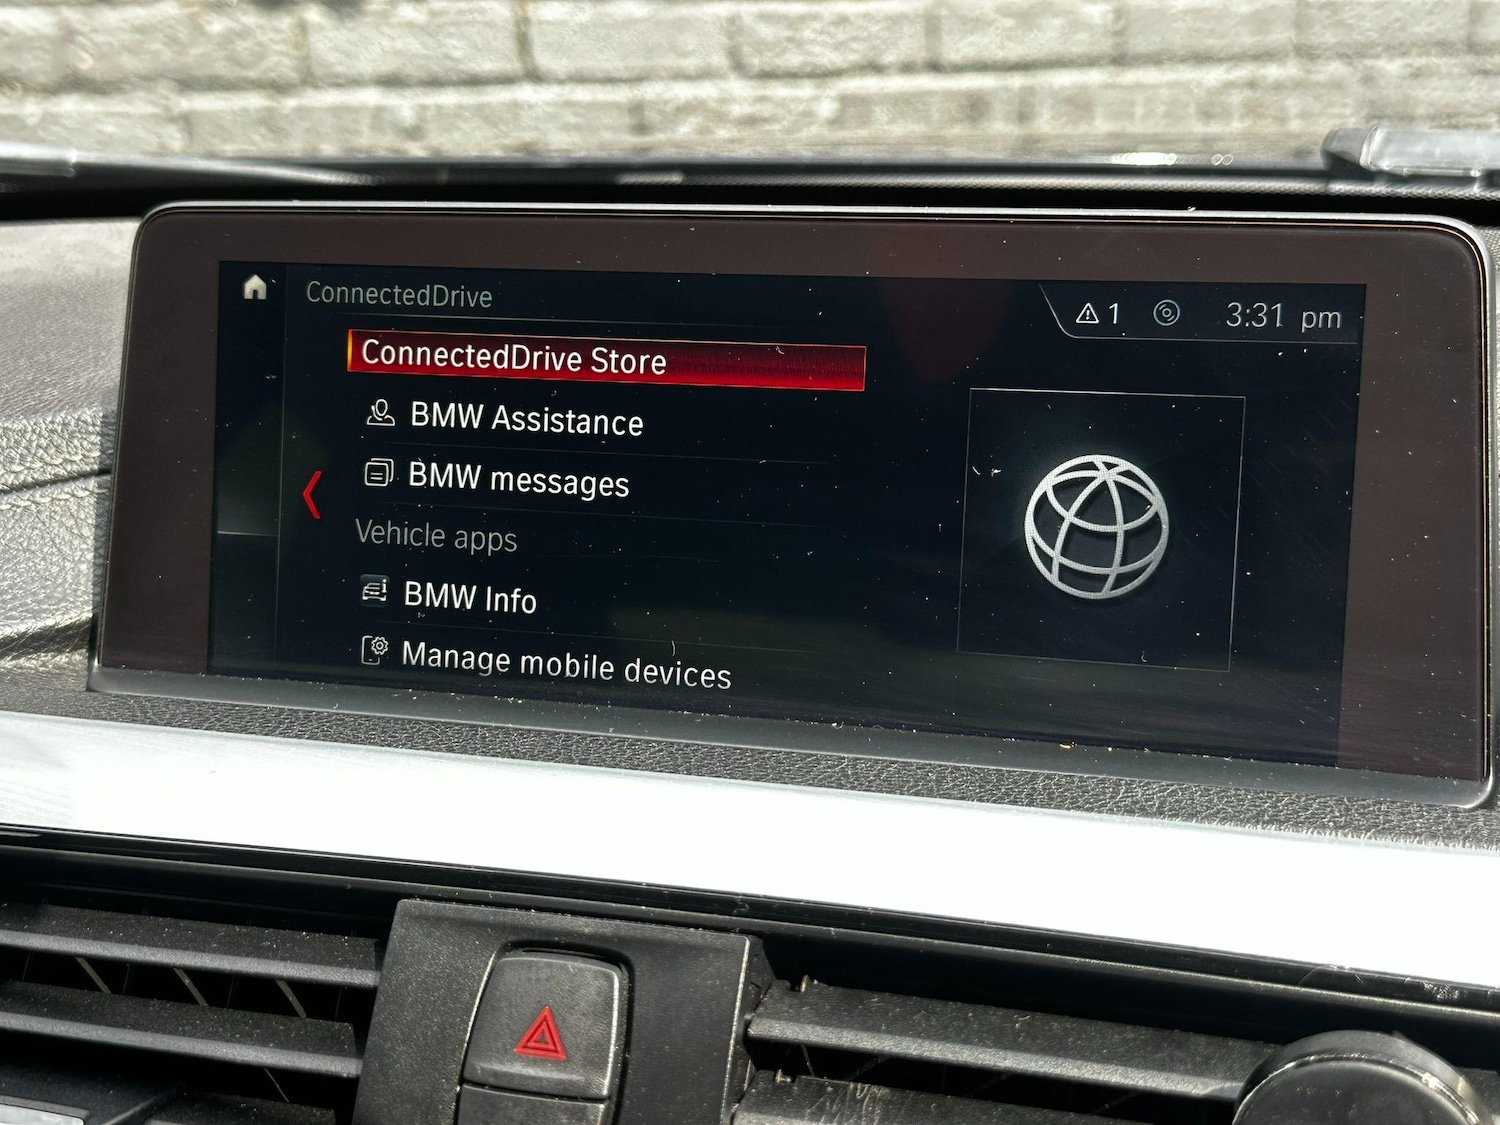 ConnectedDrive
1
3:31 pm
ConnectedDrive Store
BMW Assistance
BMW messages
Vehicle apps
BMW Info
Manage mobile devices